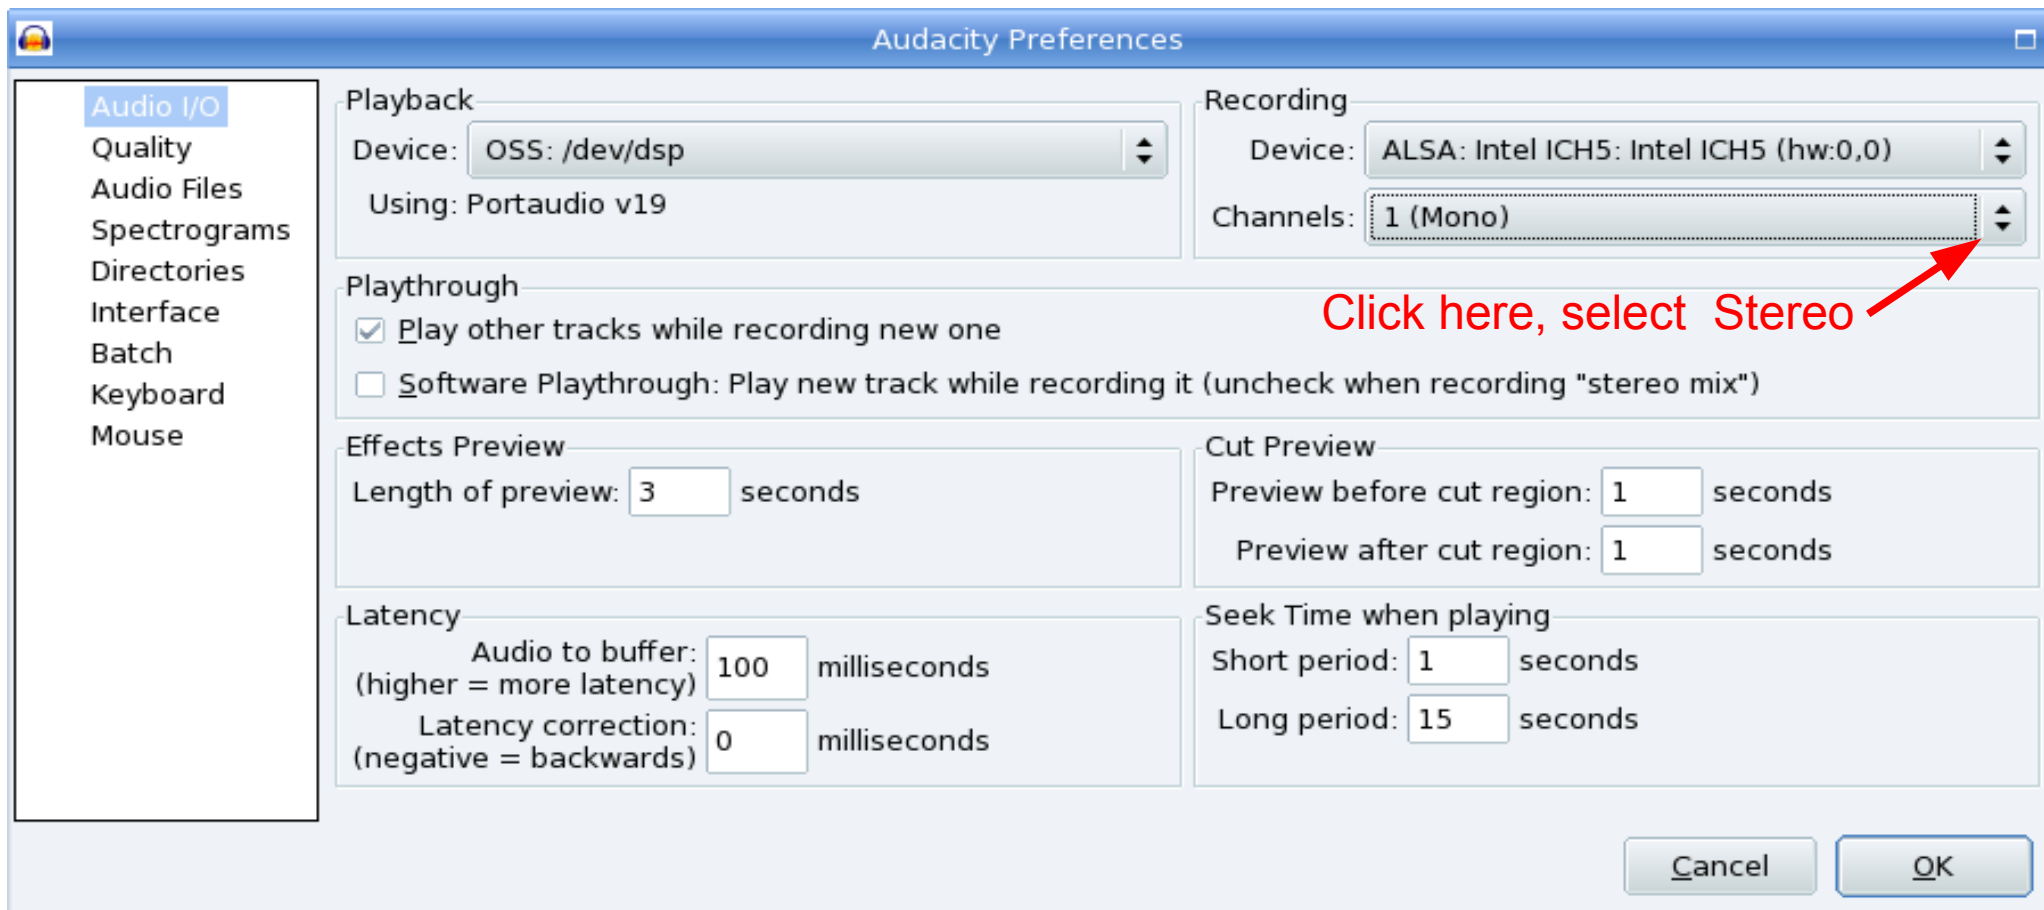 Audacity Preferences
Audio I/O
Quality
Audio Files
Spectrograms
Directories
Interface
Batch
Keyboard
Mouse
Playback
Device: OSS: /dev/dsp
Using: Portaudio v19
Recording
Device: ALSA: Intel ICH5: Intel ICH5 (hw:0,0)
Channels: 1 (Mono)
Click here, select Stereo
Playthrough
Play other tracks while recording new one
Software Playthrough: Play new track while recording it (uncheck when recording "stereo mix")
Effects Preview
Length of preview: 3 seconds
Cut Preview
Preview before cut region: 1 seconds
Preview after cut region: 1 seconds
Latency
Audio to buffer:
(higher = more latency) 100 milliseconds
Latency correction:
(negative = backwards) 0 milliseconds
Seek Time when playing
Short period: 1 seconds
Long period: 15 seconds
Cancel
OK